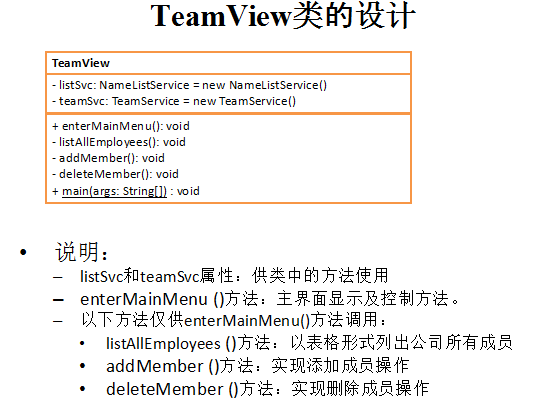 TeamView类的设计
TeamView
- listSvc: NameListService = new NameListService()
- teamSvc: TeamService = new TeamService()
+ enterMainMenu(): void
- listAllEmployees(): void
- addMember(): void
- deleteMember(): void
+ main(args: String[]) : void
• 说明：
– listSvc和teamSvc属性：供类中的方法使用
– enterMainMenu ()方法：主界面显示及控制方法。
– 以下方法仅供enterMainMenu()方法调用：
• listAllEmployees ()方法：以表格形式列出公司所有成员
• addMember ()方法：实现添加成员操作
• deleteMember ()方法：实现删除成员操作